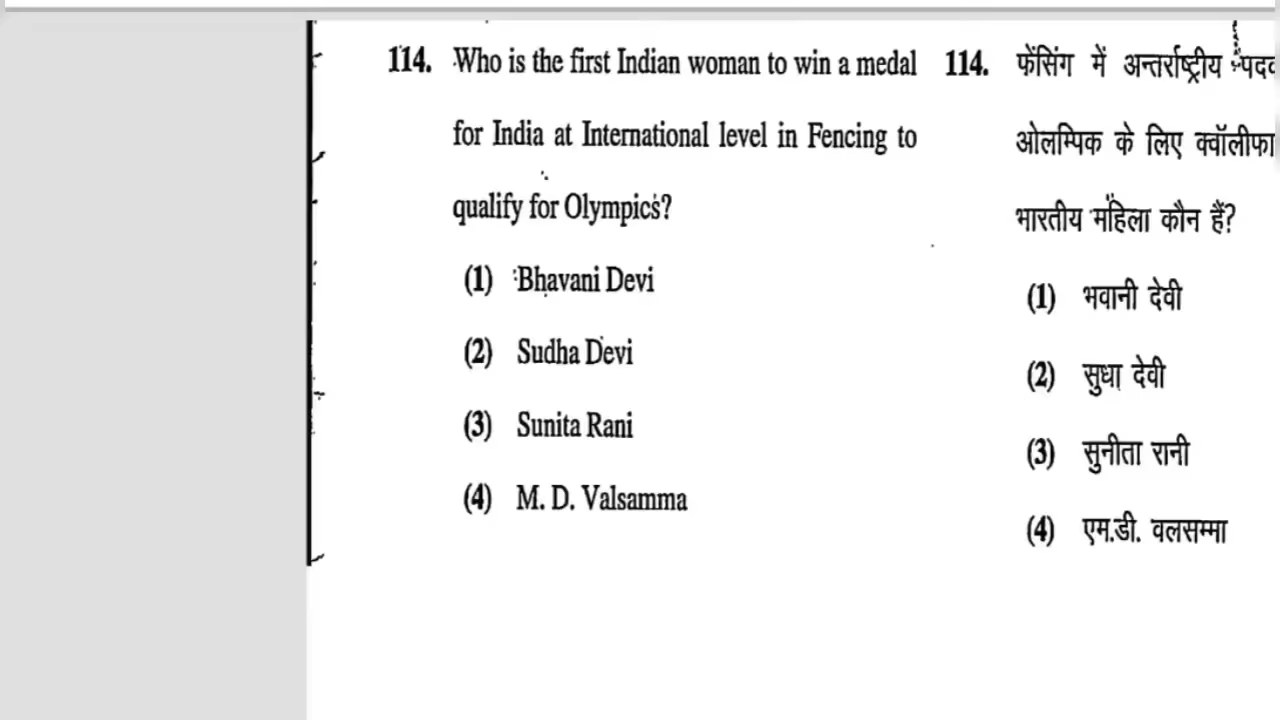 114. Who is the first Indian woman to win a medal
for India at International level in Fencing to
qualify for Olympics?
(1) Bhavani Devi
(2) Sudha Devi
(3) Sunita Rani
(4) M. D. Valsamma
114. फेंसिंग में अन्तर्राष्ट्रीय
ओलम्पिक के लिए
भारतीय महिला कौन हैं?
(1) भवानी देवी
(2) सुधा देवी
(3) सुनीता रानी
(4) एम.डी. वलसम्मा